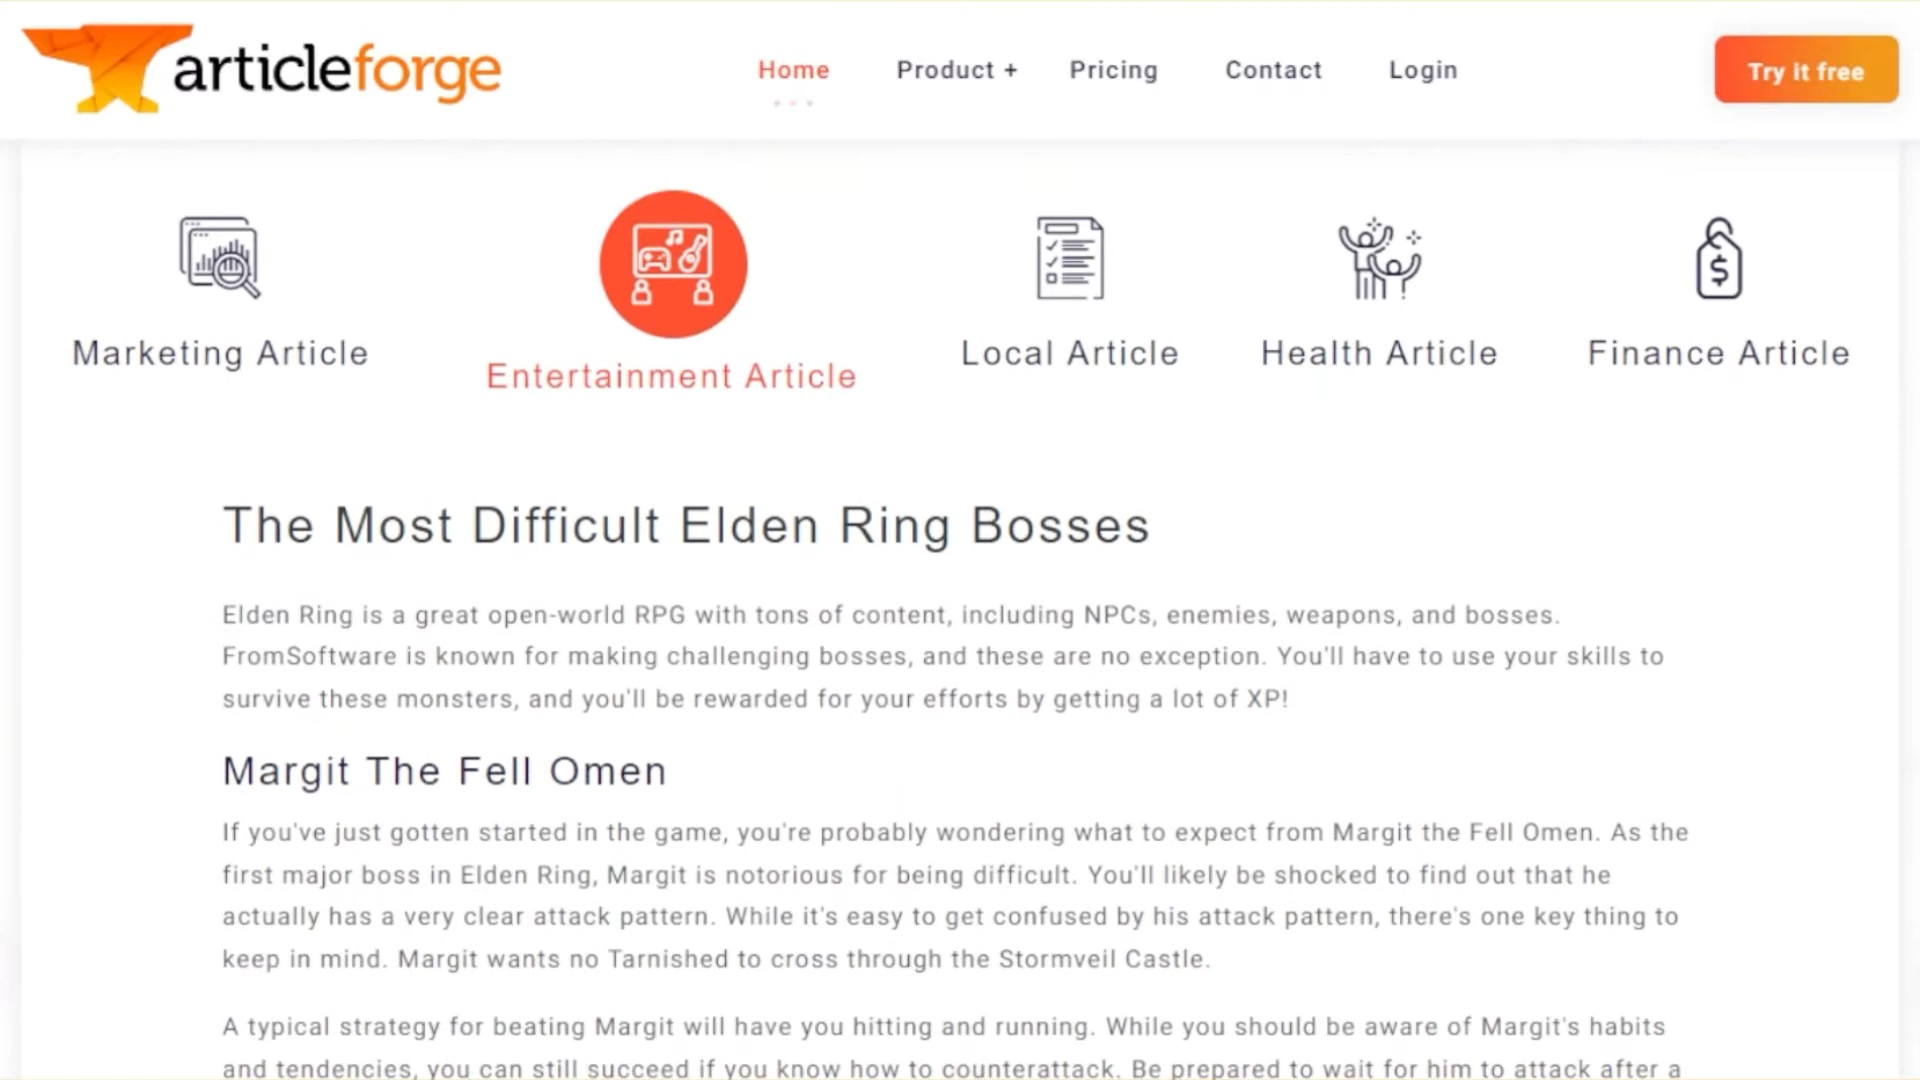 articleforge
Home
Product +
Pricing
Contact
Login
Try it free
Marketing Article
Entertainment Article
Local Article
Health Article
Finance Article
The Most Difficult Elden Ring Bosses
Elden Ring is a great open-world RPG with tons of content, including NPCs, enemies, weapons, and bosses.
FromSoftware is known for making challenging bosses, and these are no exception. You'll have to use your skills to
survive these monsters, and you'll be rewarded for your efforts by getting a lot of XP!
Margit The Fell Omen
If you've just gotten started in the game, you're probably wondering what to expect from Margit the Fell Omen. As the
first major boss in Elden Ring, Margit is notorious for being difficult. You'll likely be shocked to find out that he
actually has a very clear attack pattern. While it's easy to get confused by his attack pattern, there's one key thing to
keep in mind. Margit wants no Tarnished to cross through the Stormveil Castle.
A typical strategy for beating Margit will have you hitting and running. While you should be aware of Margit's habits
and tendencies, you can still succeed if you know how to counterattack. Be prepared to wait for him to attack after a